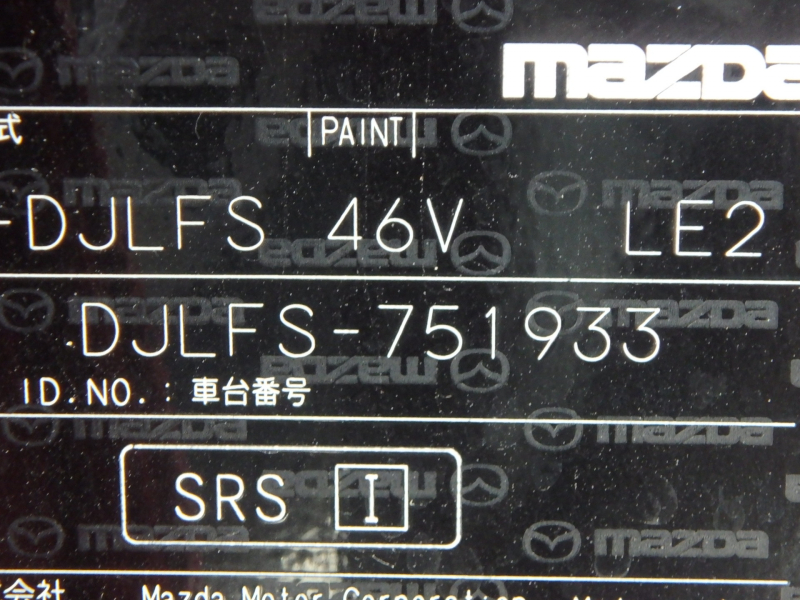 mazda
式 PAINT
-DJLFS 46V LE2
DJLFS-751933
ID.NO.: 車台番号
SRS I
会社 Mazda Motor Corporation